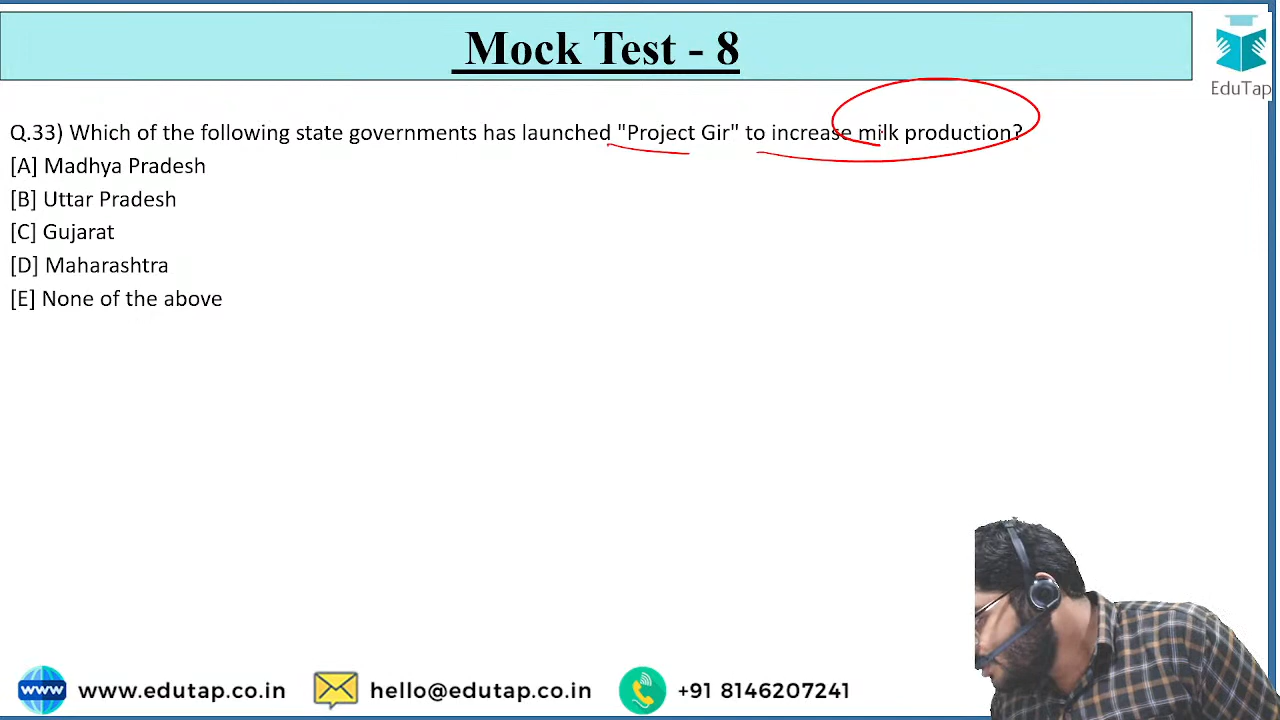 Mock Test - 8
EduTap
Q.33) Which of the following state governments has launched "Project Gir" to increase milk production?
[A] Madhya Pradesh
[B] Uttar Pradesh
[C] Gujarat
[D] Maharashtra
[E] None of the above
www www.edutap.co.in hello@edutap.co.in +91 8146207241